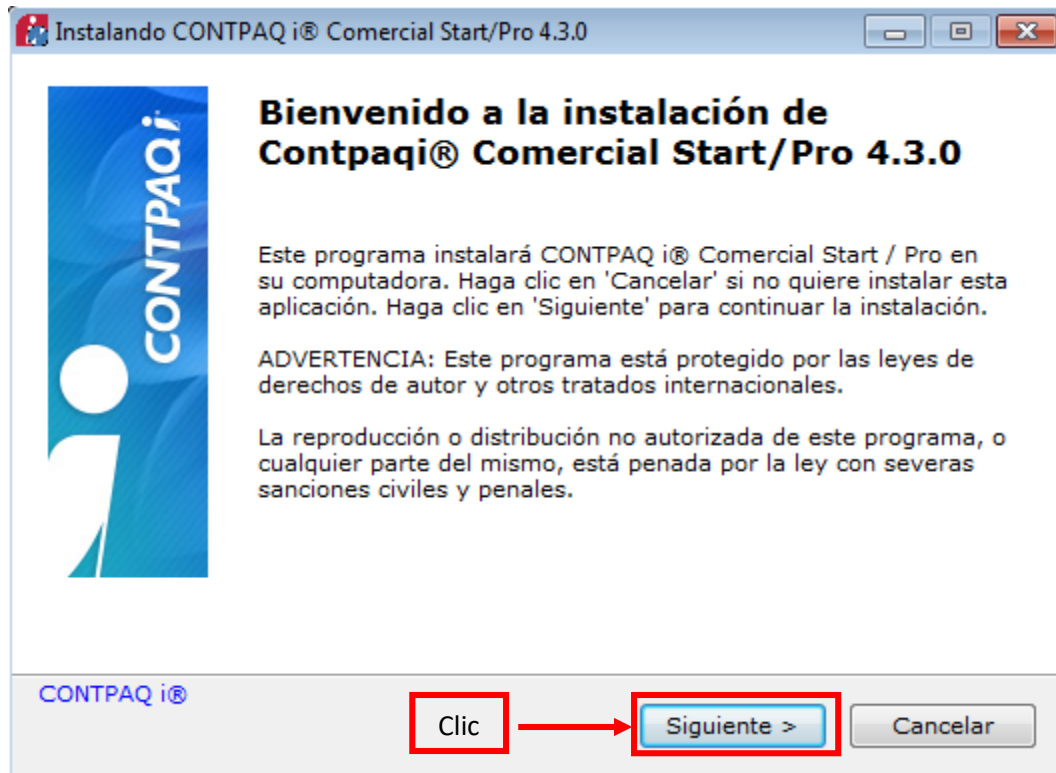 Instalando CONTPAQ i® Comercial Start/Pro 4.3.0
CONTPAQi
Bienvenido a la instalación de
Contpaqi® Comercial Start/Pro 4.3.0
Este programa instalará CONTPAQ i® Comercial Start / Pro en
su computadora. Haga clic en 'Cancelar' si no quiere instalar esta
aplicación. Haga clic en 'Siguiente' para continuar la instalación.
ADVERTENCIA: Este programa está protegido por las leyes de
derechos de autor y otros tratados internacionales.
La reproducción o distribución no autorizada de este programa, o
cualquier parte del mismo, está penada por la ley con severas
sanciones civiles y penales.
CONTPAQ i®
Clic
Siguiente >
Cancelar